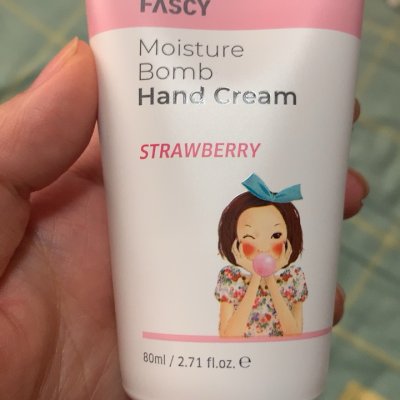 FASCY
Moisture
Bomb
Hand Cream
STRAWBERRY
80ml / 2.71 fl.oz. ℮